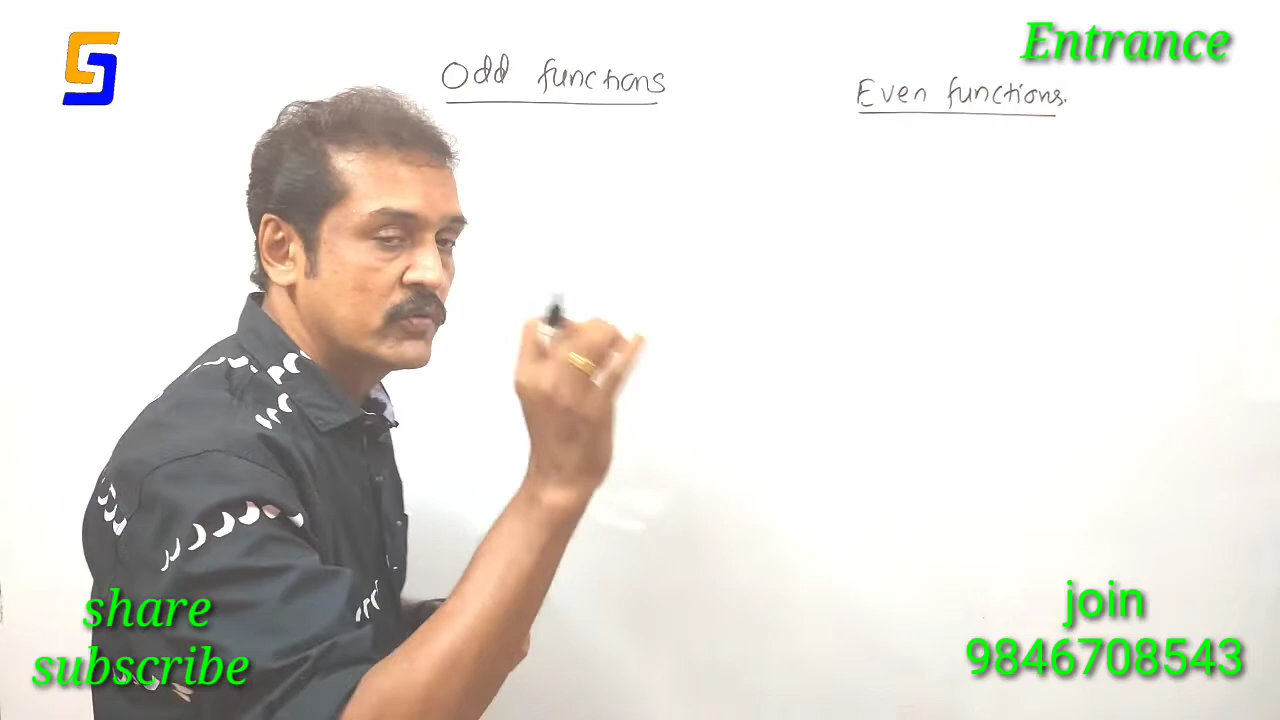 Entrance
Odd functions
Even functions.
share
subscribe
join
9846708543